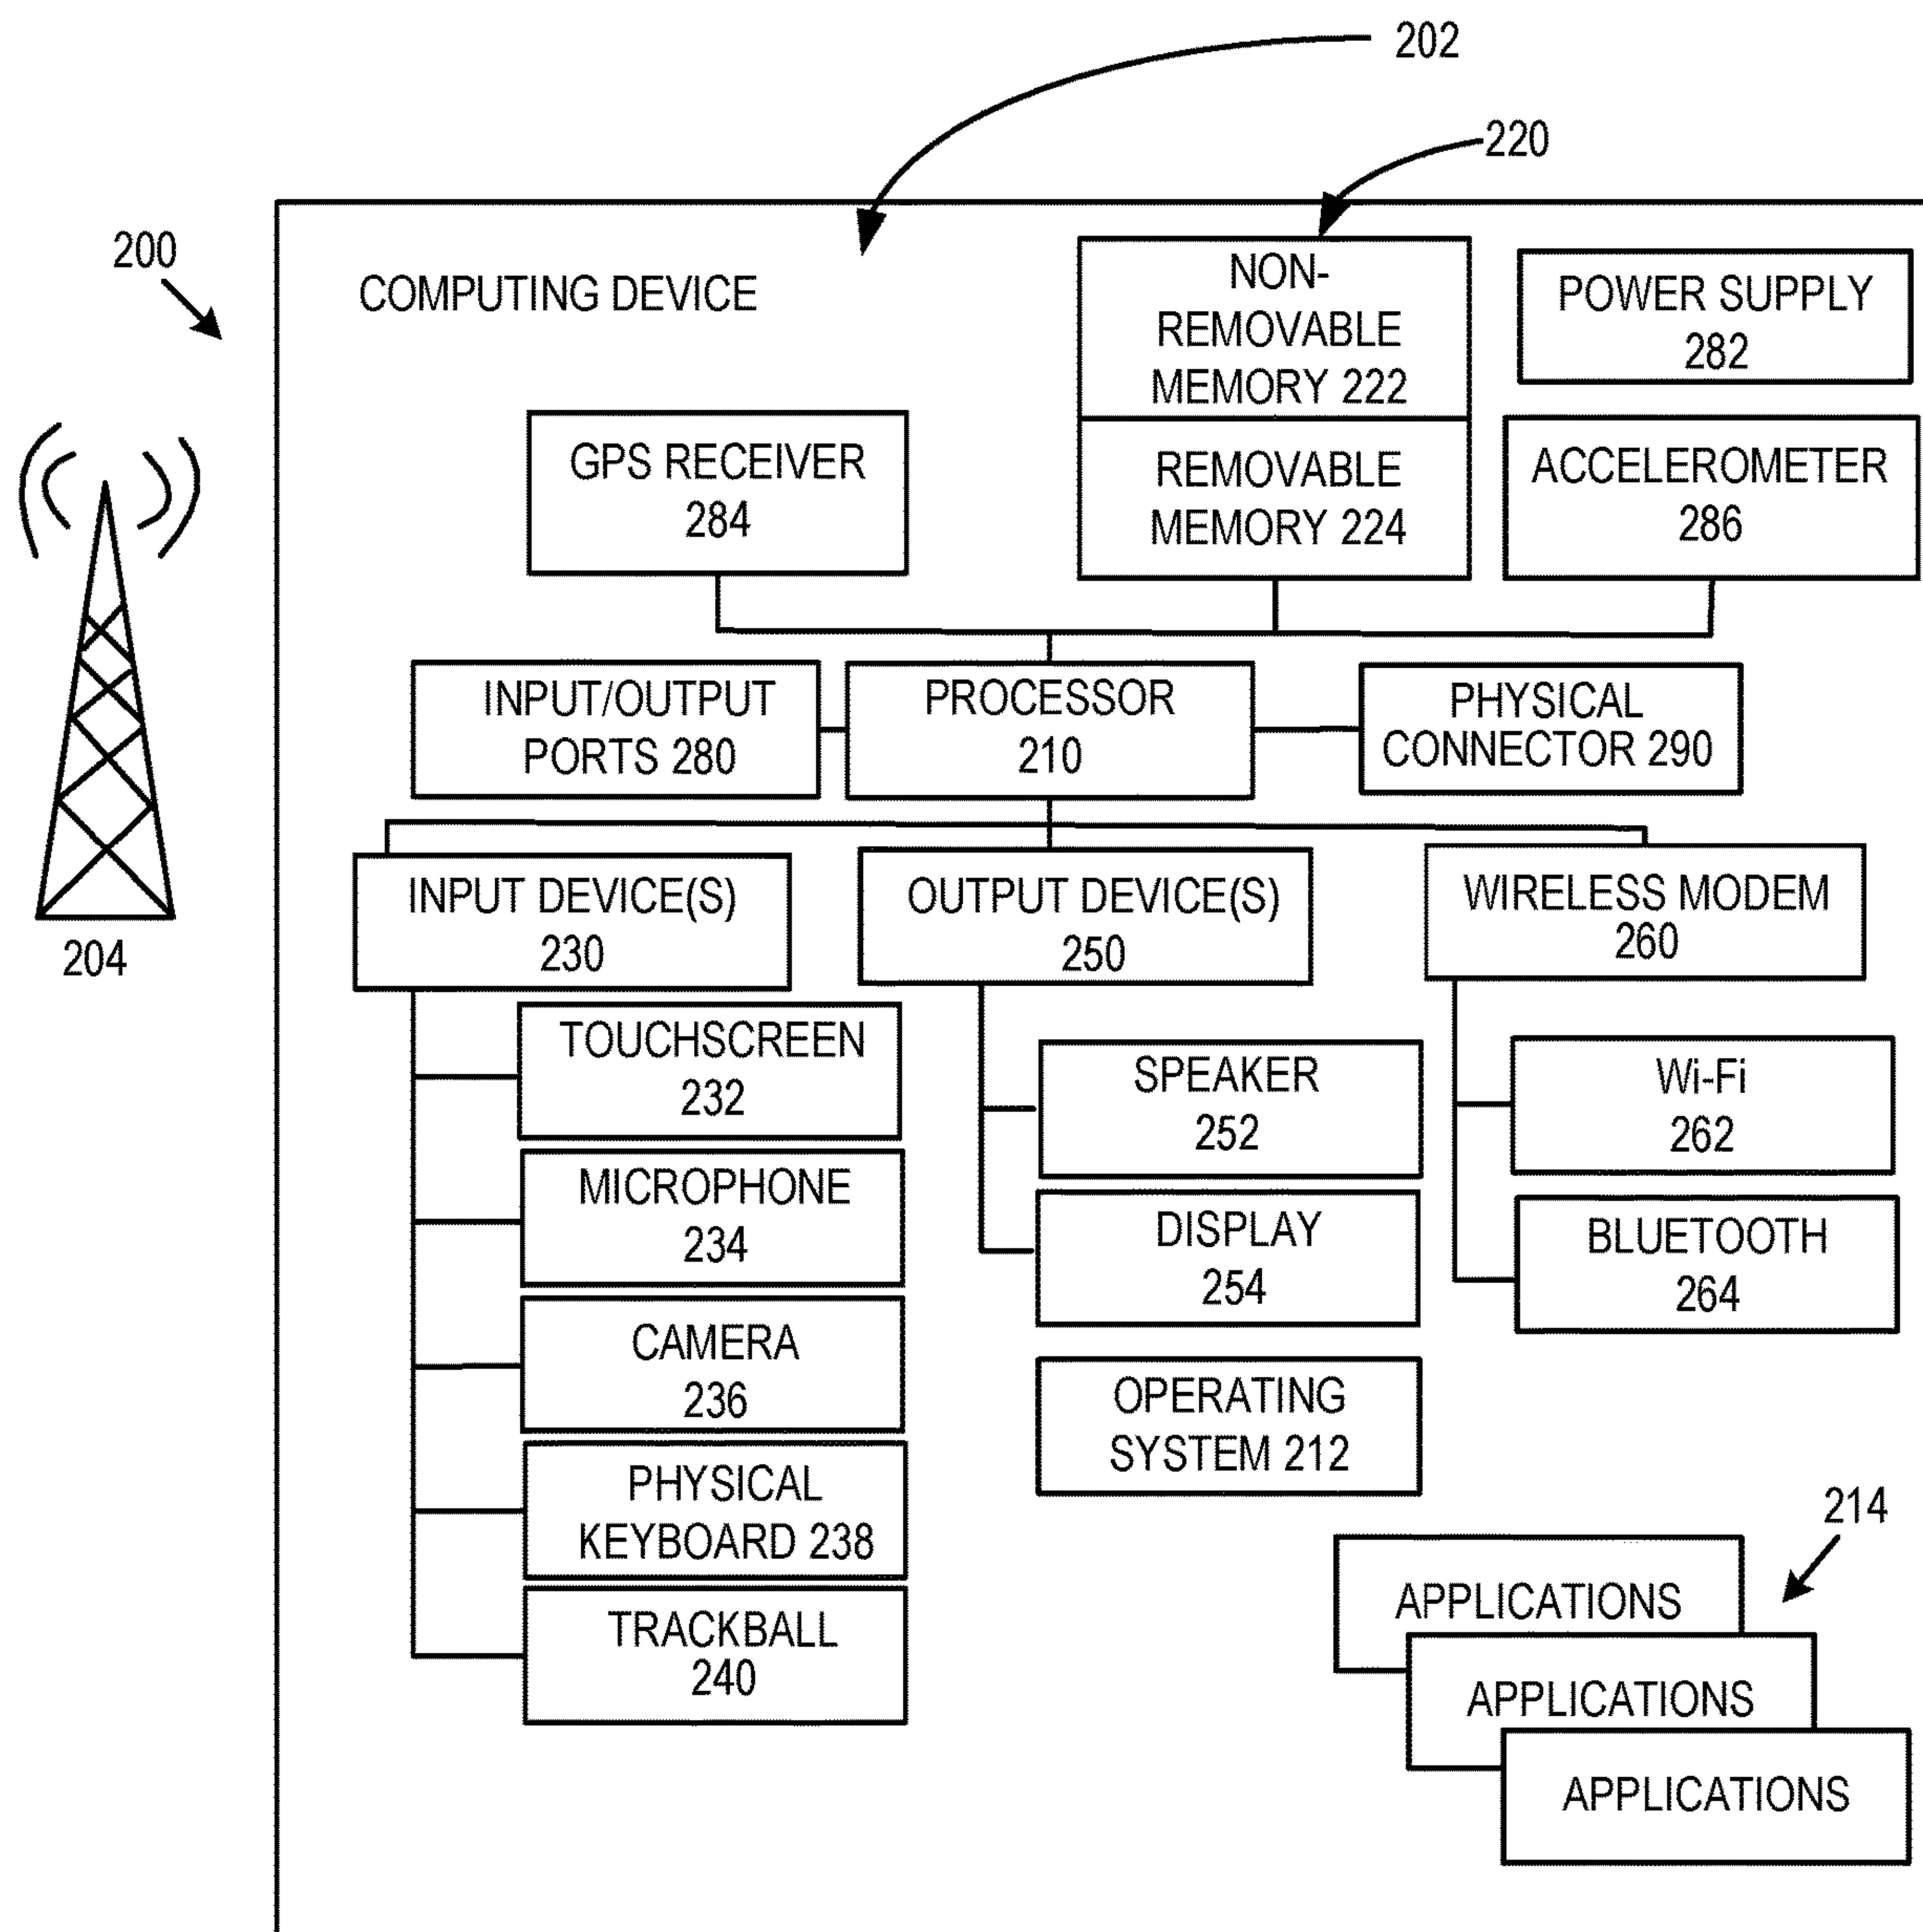 202
220
200
COMPUTING DEVICE
NON-
REMOVABLE
MEMORY 222
POWER SUPPLY
282
GPS RECEIVER
284
REMOVABLE
MEMORY 224
ACCELEROMETER
286
INPUT/OUTPUT
PORTS 280
PROCESSOR
210
PHYSICAL
CONNECTOR 290
204
INPUT DEVICE(S)
230
OUTPUT DEVICE(S)
250
WIRELESS MODEM
260
TOUCHSCREEN
232
MICROPHONE
234
CAMERA
236
PHYSICAL
KEYBOARD 238
TRACKBALL
240
SPEAKER
252
DISPLAY
254
OPERATING
SYSTEM 212
Wi-Fi
262
BLUETOOTH
264
214
APPLICATIONS
APPLICATIONS
APPLICATIONS